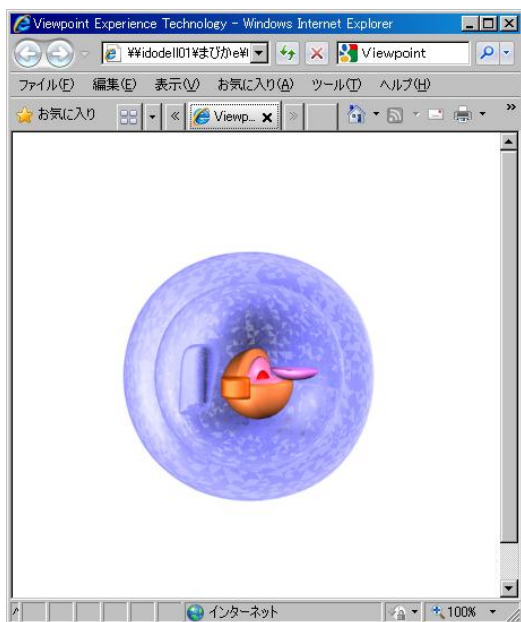 Viewpoint Experience Technology - Windows Internet Explorer
¥¥idodell01¥まびか\e¥l Viewpoint
ファイル(F) 編集(E) 表示(V) お気に入り(A) ツール(T) ヘルプ(H)
お気に入り Viewp...
インターネット 100%